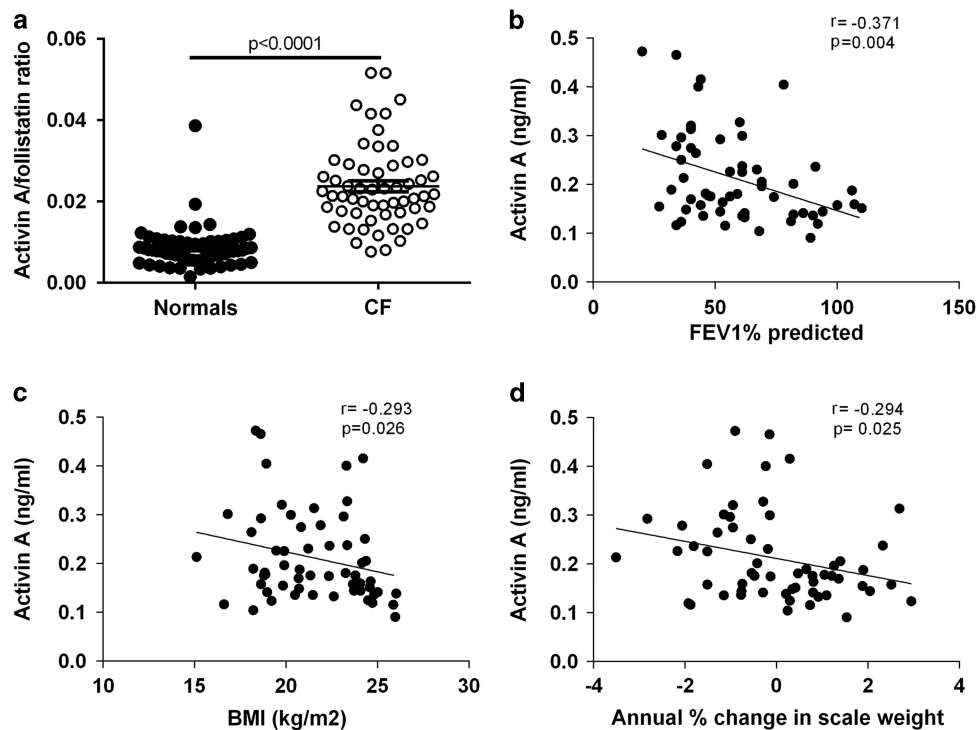 a
p<0.0001
Activin A/follistatin ratio
0.06
0.04
0.02
0.00
Normals
CF
b
r= -0.371
p=0.004
Activin A (ng/ml)
0.5
0.4
0.3
0.2
0.1
0.0
0
50
100
150
FEV1% predicted
c
r= -0.293
p=0.026
Activin A (ng/ml)
0.5
0.4
0.3
0.2
0.1
0.0
10
15
20
25
30
BMI (kg/m2)
d
r= -0.294
p= 0.025
Activin A (ng/ml)
0.5
0.4
0.3
0.2
0.1
0.0
-4
-2
0
2
4
Annual % change in scale weight